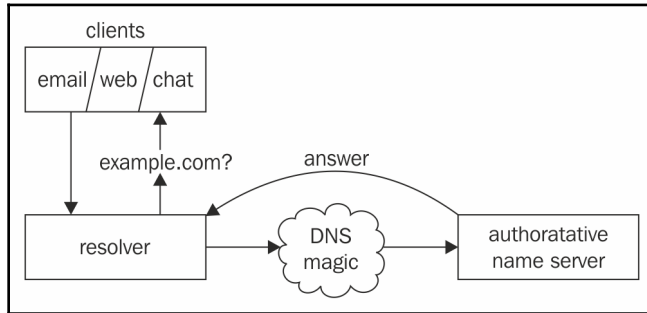 clients
email web chat
example.com?
answer
resolver
DNS
magic
authoratative
name server